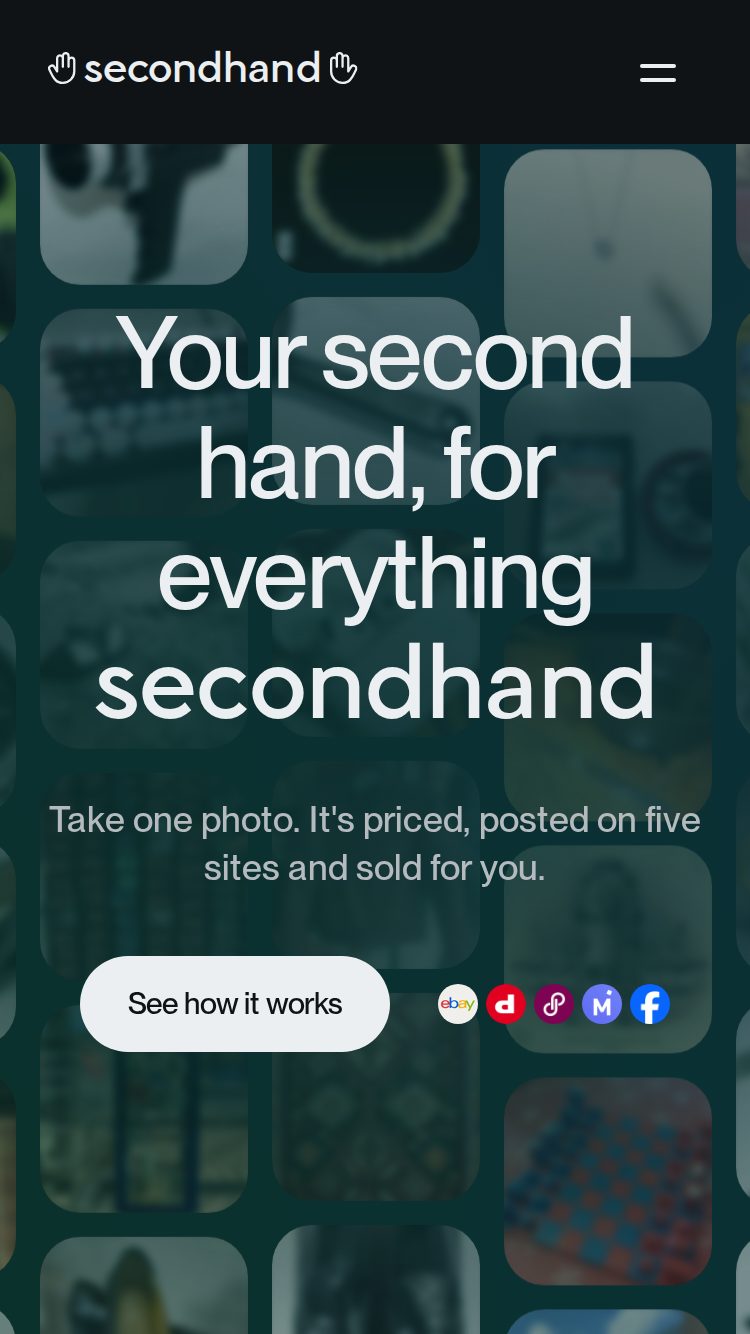 secondhand
Your second
hand, for
everything
secondhand
Take one photo. It's priced, posted on five
sites and sold for you.
See how it works
ebay